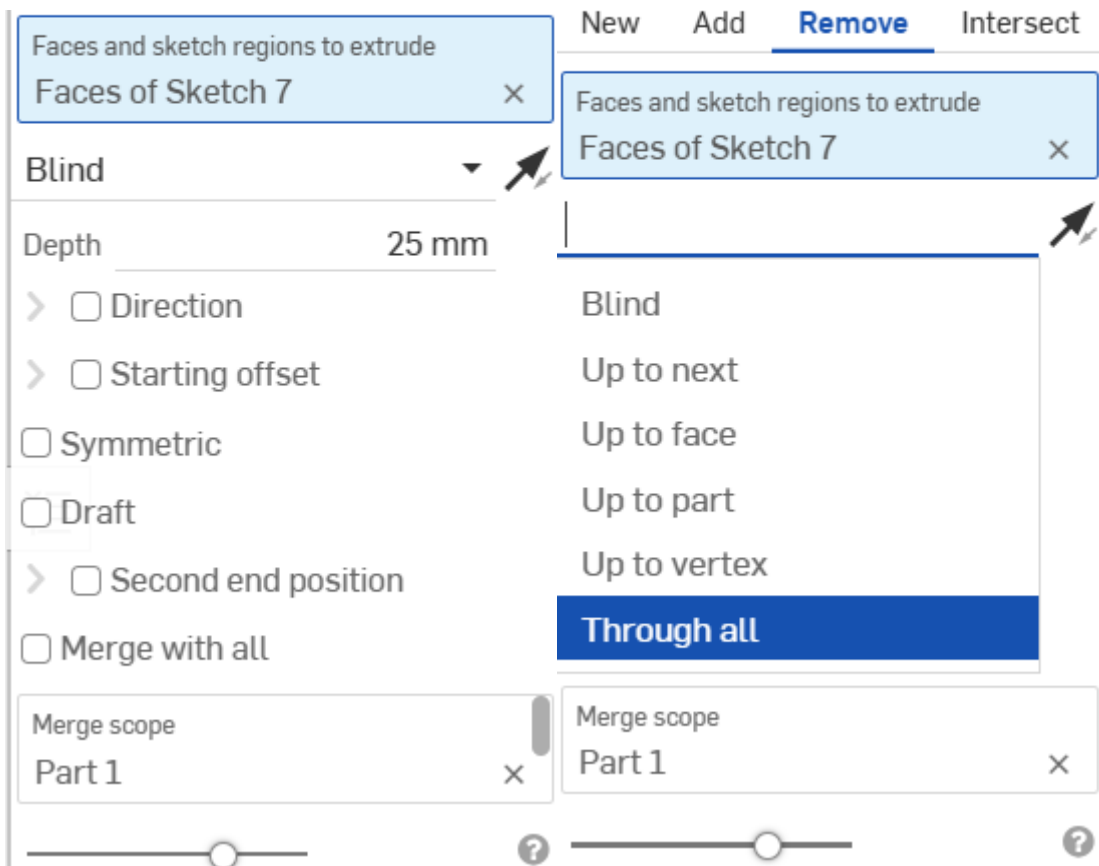 Faces and sketch regions to extrude
Faces of Sketch 7
Blind
Depth 25 mm
Direction
Starting offset
Symmetric
Draft
Second end position
Merge with all
Merge scope
Part 1
New Add Remove Intersect
Faces and sketch regions to extrude
Faces of Sketch 7
Blind
Up to next
Up to face
Up to part
Up to vertex
Through all
Merge scope
Part 1